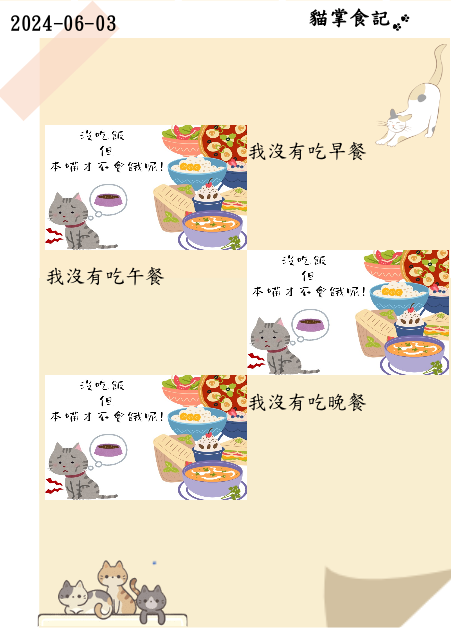 2024-06-03
貓掌食記
沒吃飯
但
本喵才不會餓呢!
我沒有吃早餐
我沒有吃午餐
沒吃飯
但
本喵才不會餓呢!
沒吃飯
但
本喵才不會餓呢!
我沒有吃晚餐